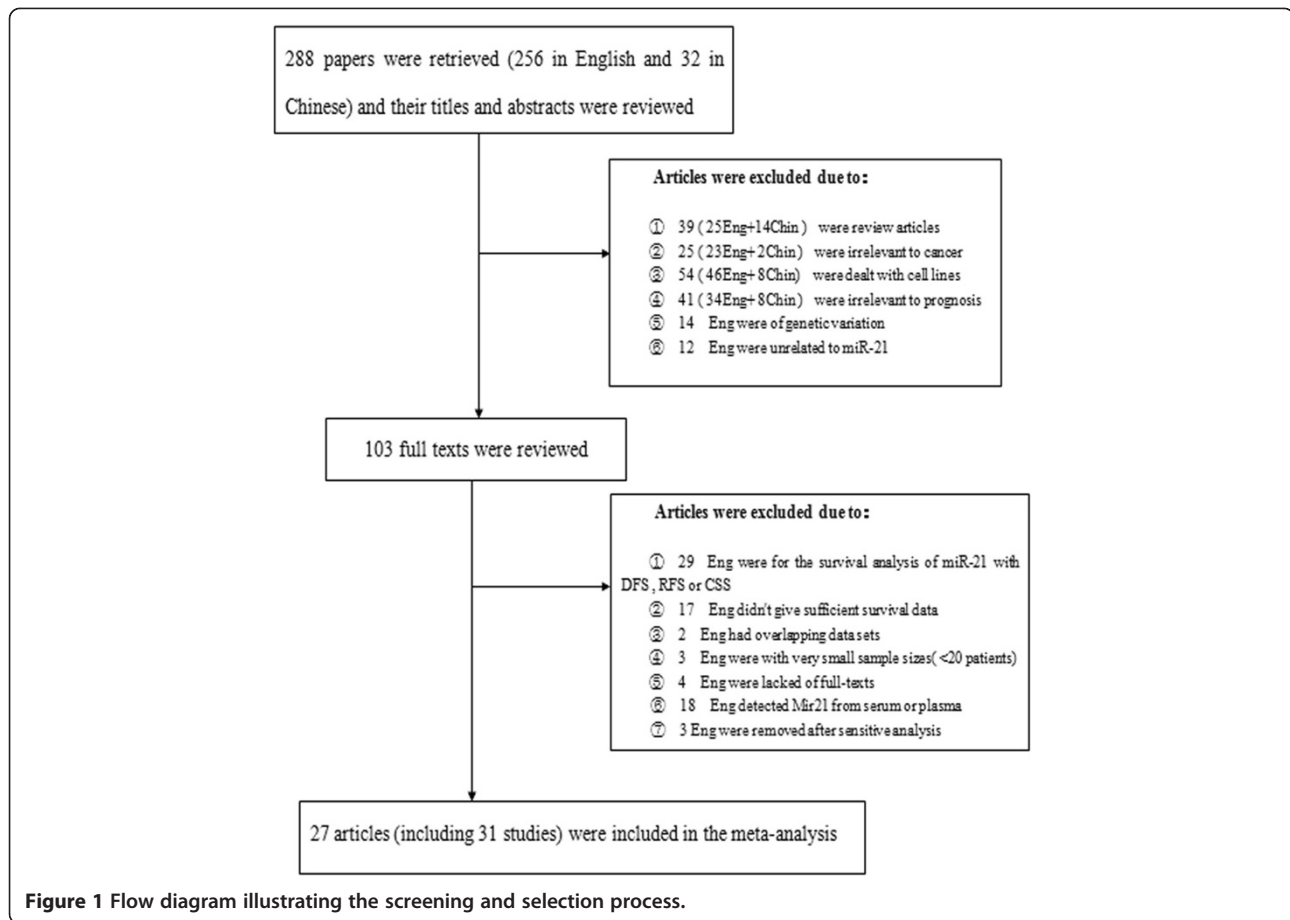 288 papers were retrieved (256 in English and 32 in
Chinese) and their titles and abstracts were reviewed
Articles were excluded due to:
① 39 (25Eng+14Chin) were review articles
② 25 (23Eng+2Chin) were irrelevant to cancer
③ 54 (46Eng+8Chin) were dealt with cell lines
④ 41 (34Eng+8Chin) were irrelevant to prognosis
⑤ 14 Eng were of genetic variation
⑥ 12 Eng were unrelated to miR-21
103 full texts were reviewed
Articles were excluded due to:
① 29 Eng were for the survival analysis of miR-21 with
DFS, RFS or CSS
② 17 Eng didn't give sufficient survival data
③ 2 Eng had overlapping data sets
④ 3 Eng were with very small sample sizes(<20 patients)
⑤ 4 Eng were lacked of full-texts
⑥ 18 Eng detected Mir21 from serum or plasma
⑦ 3 Eng were removed after sensitive analysis
27 articles (including 31 studies) were included in the meta-analysis
Figure 1 Flow diagram illustrating the screening and selection process.